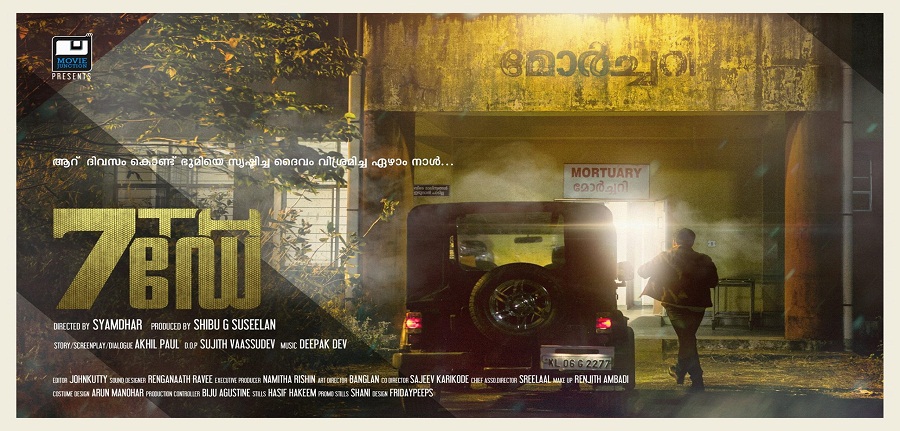 MOVIE
JUNCTION
PRESENTS
മോർച്ചറി
ആറ് ദിവസം കൊണ്ട് ഭൂമിയെ സൃഷ്ടിച്ച ദൈവം വിശ്രമിച്ച ഏഴാം നാൾ...
MORTUARY
മോർച്ചറി
7TH
ഡേ
DIRECTED BY SYAMDHAR PRODUCED BY SHIBU G SUSEELAN
STORY/SCREENPLAY/DIALOGUE AKHIL PAUL D.O.P SUJITH VAASSUDEV MUSIC DEEPAK DEV
KL 06 G 2277
EDITOR JOHNKUTTY SOUND DESIGNER RENGANAATH RAVEE EXECUTIVE PRODUCER NAMITHA RISHIN ART DIRECTOR BANGLAN CO DIRECTOR SAJEEV KARIKODE CHIEF ASSO.DIRECTOR SREELAAL MAKE UP RENJITH AMBADI
COSTUME DESIGN ARUN MANOHAR PRODUCTION CONTROLLER BIJU AGUSTINE STILLS HASIF HAKEEM PROMO STILLS SHANI DESIGN FRIDAYPEEPS